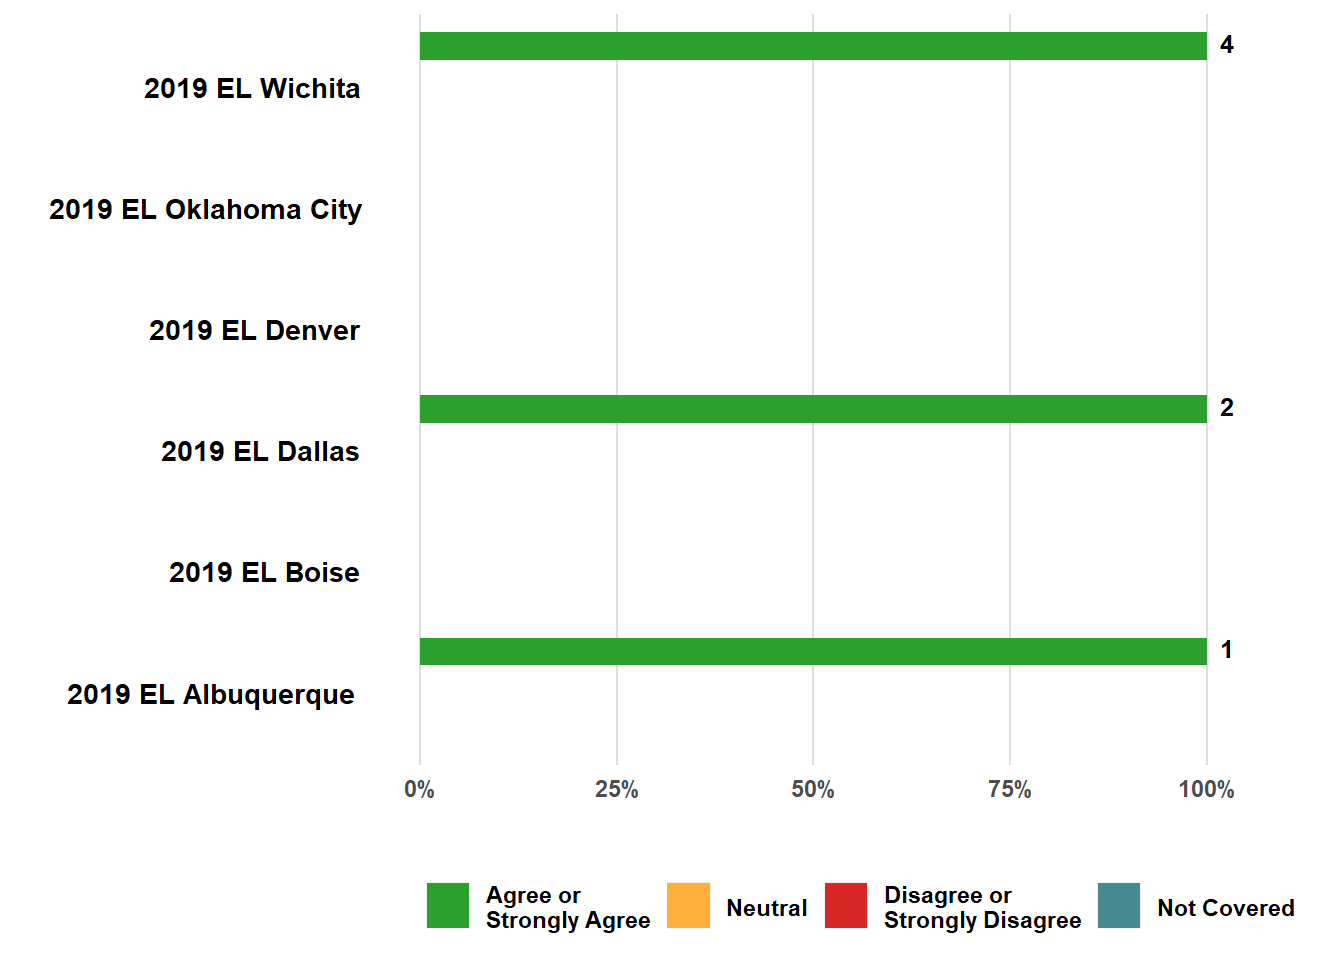 4
2019 EL Wichita
2019 EL Oklahoma City
2019 EL Denver
2
2019 EL Dallas
2019 EL Boise
1
2019 EL Albuquerque
0% 25% 50% 75% 100%
Agree or
Strongly Agree
Neutral
Disagree or
Strongly Disagree
Not Covered